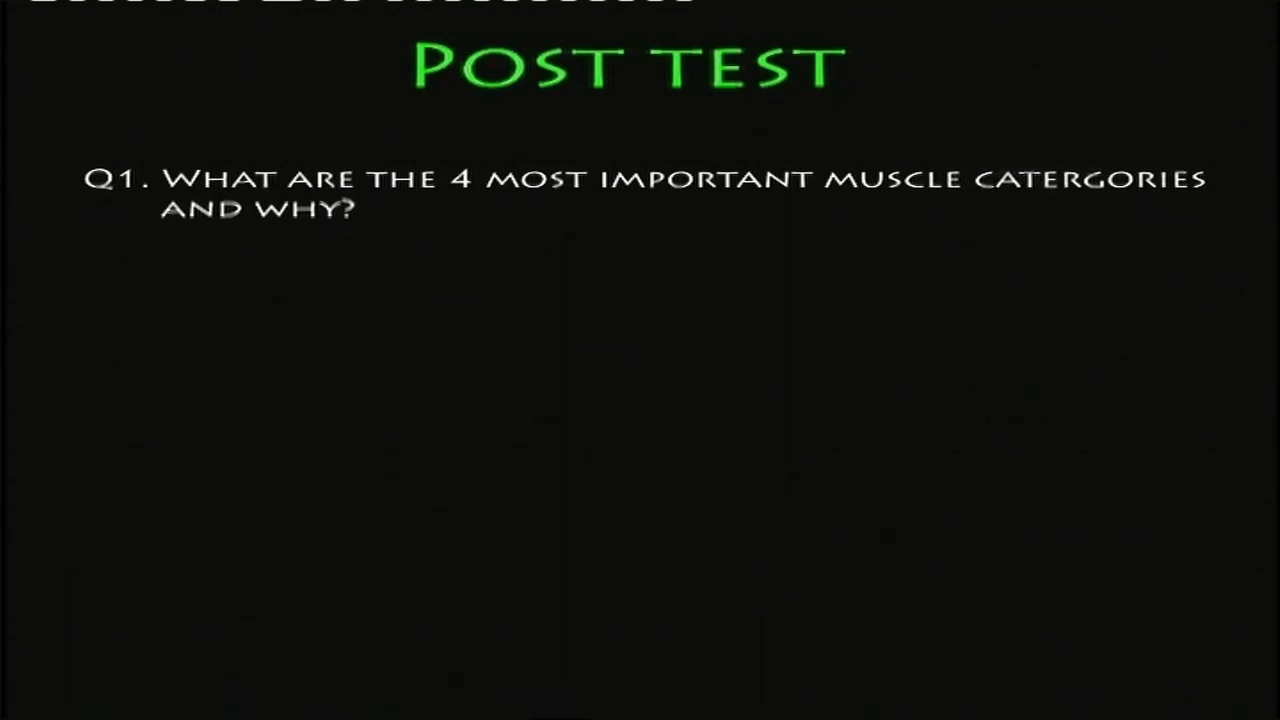 POST TEST
Q1. WHAT ARE THE 4 MOST IMPORTANT MUSCLE CATERGORIES
AND WHY?